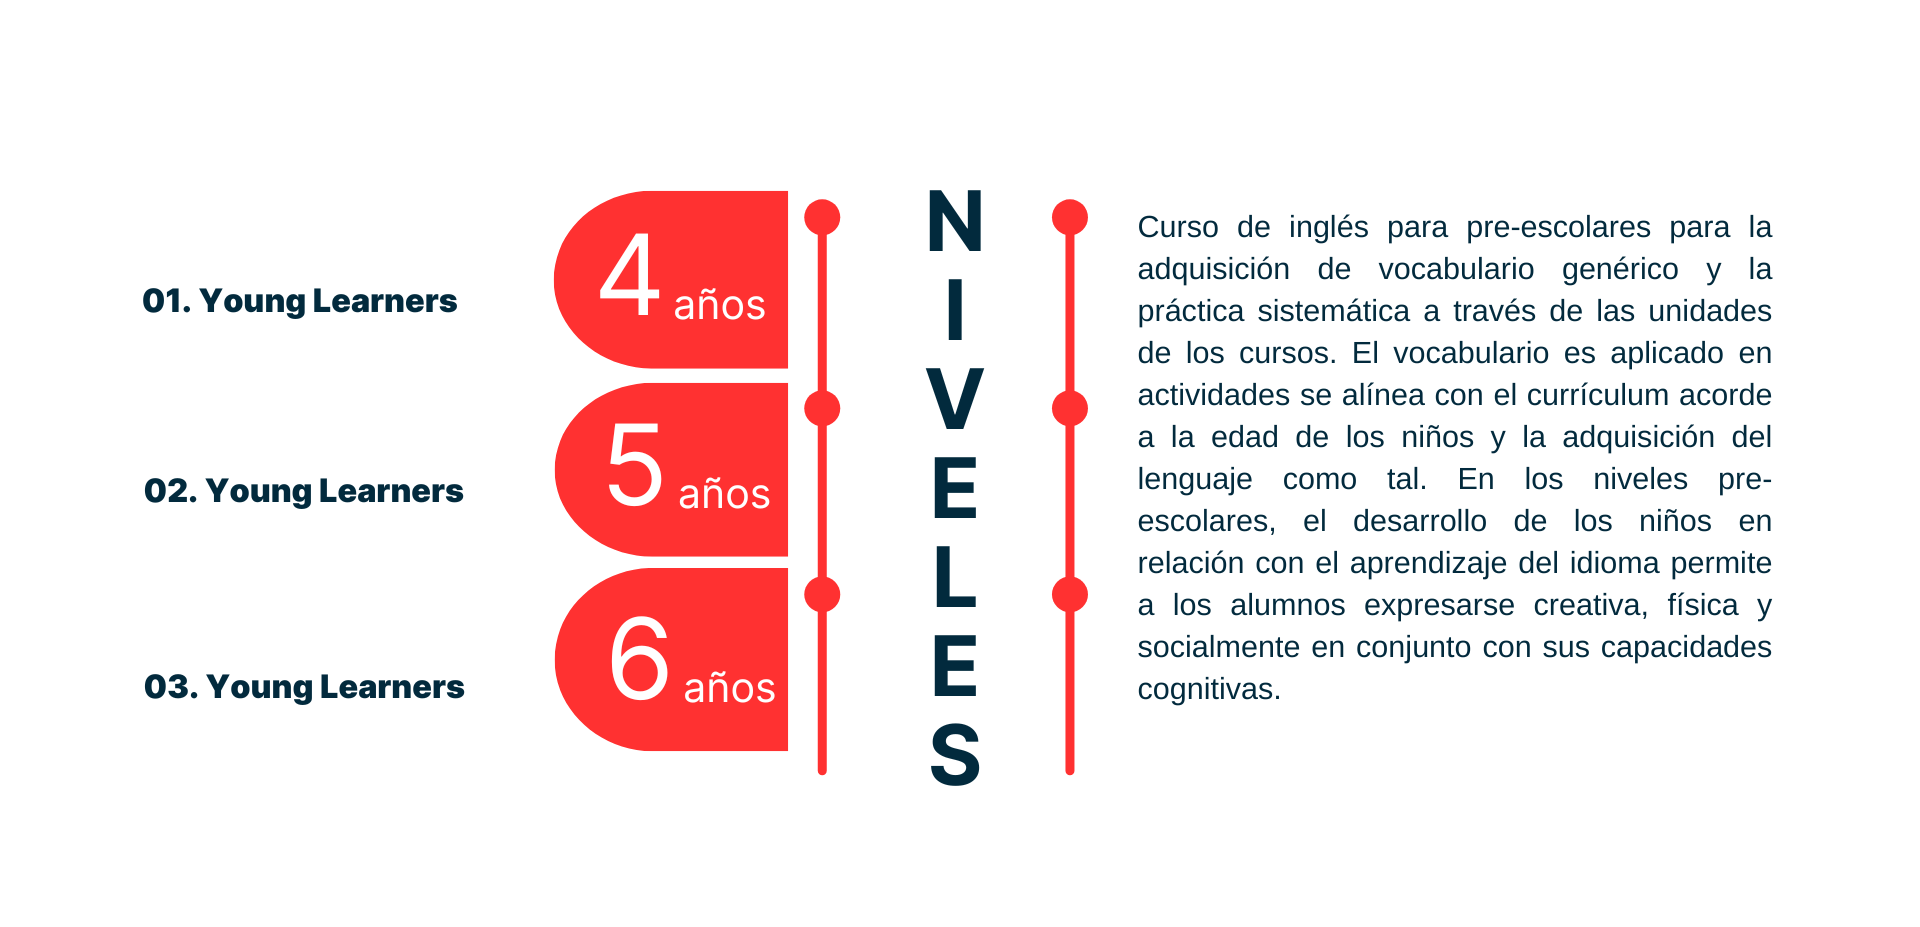 01. Young Learners
4 años
02. Young Learners
5 años
03. Young Learners
6 años
NIVELES
Curso de inglés para pre-escolares para la
adquisición de vocabulario genérico y la
práctica sistemática a través de las unidades
de los cursos. El vocabulario es aplicado en
actividades se alínea con el currículum acorde
a la edad de los niños y la adquisición del
lenguaje como tal. En los niveles pre-
escolares, el desarrollo de los niños en
relación con el aprendizaje del idioma permite
a los alumnos expresarse creativa, física y
socialmente en conjunto con sus capacidades
cognitivas.